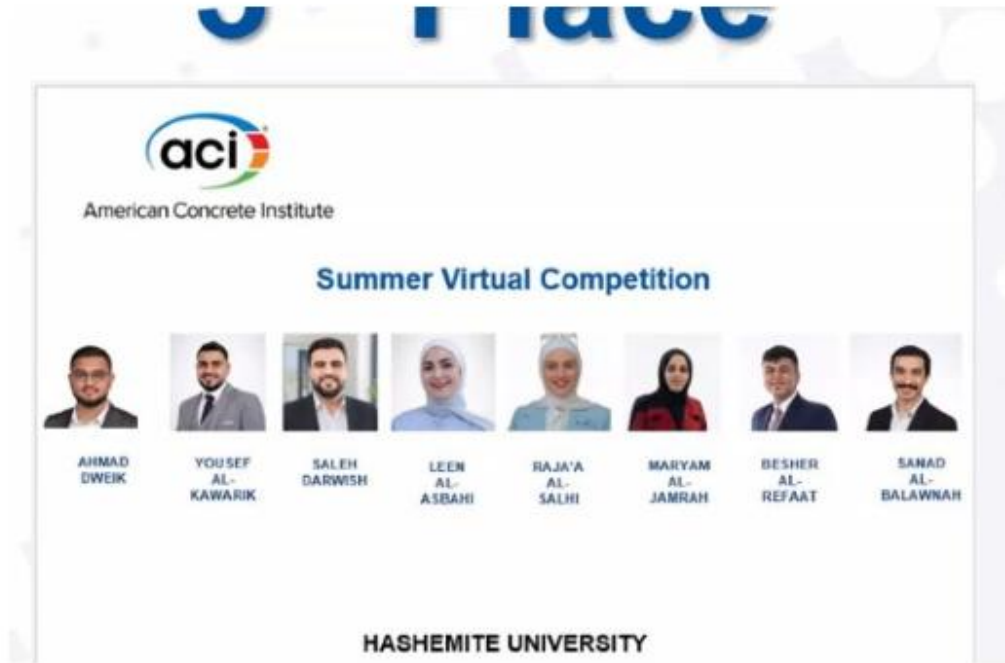 Place
aci
American Concrete Institute
Summer Virtual Competition
AHMAD
DWEIK
YOUSEF
AL-
KAWARIK
SALEH
DARWISH
LEEN
AL-
ASBAHI
RAJA'A
AL-
SALHI
MARYAM
AL-
JAMRAH
BESHER
AL-
REFAAT
SANAD
AL-
BALAWNAH
HASHEMITE UNIVERSITY